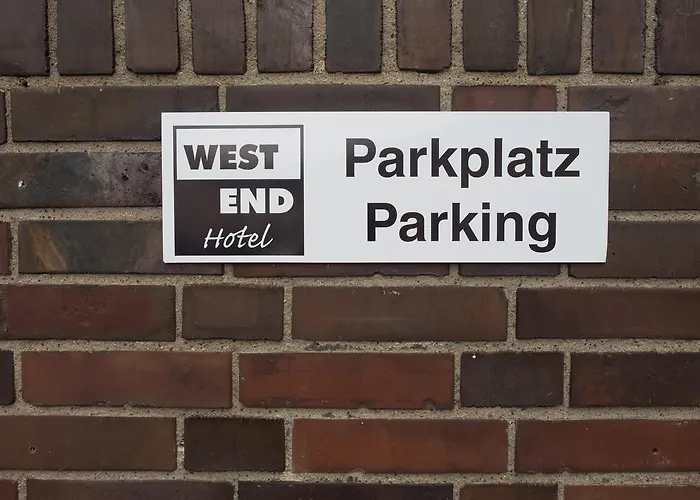 WEST
END
Hotel
Parkplatz
Parking